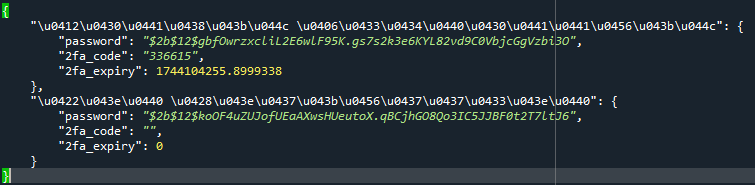 {
"\u0412\u0430\u0441\u0438\u043b\u044c \u0406\u0433\u0434\u0440\u0430\u0441\u0441\u0456\u043b\u044c": {
"password": "$2b$12$gbfOwrzxcliL2E6wlF95K.gs7s2k3e6KYL82vd9C0VbjcGgVzbi3O",
"2fa_code": "336615",
"2fa_expiry": 1744104255.8999338
},
"\u0422\u043e\u0440 \u0428\u043e\u0437\u043b\u0456\u0437\u0437\u0433\u043e\u0440": {
"password": "$2b$12$koOF4uZUJofUEaAXwsHUeutoX.qBCjhGO8Qo3IC5JJBF0t2T7ltJ6",
"2fa_code": "",
"2fa_expiry": 0
}
}